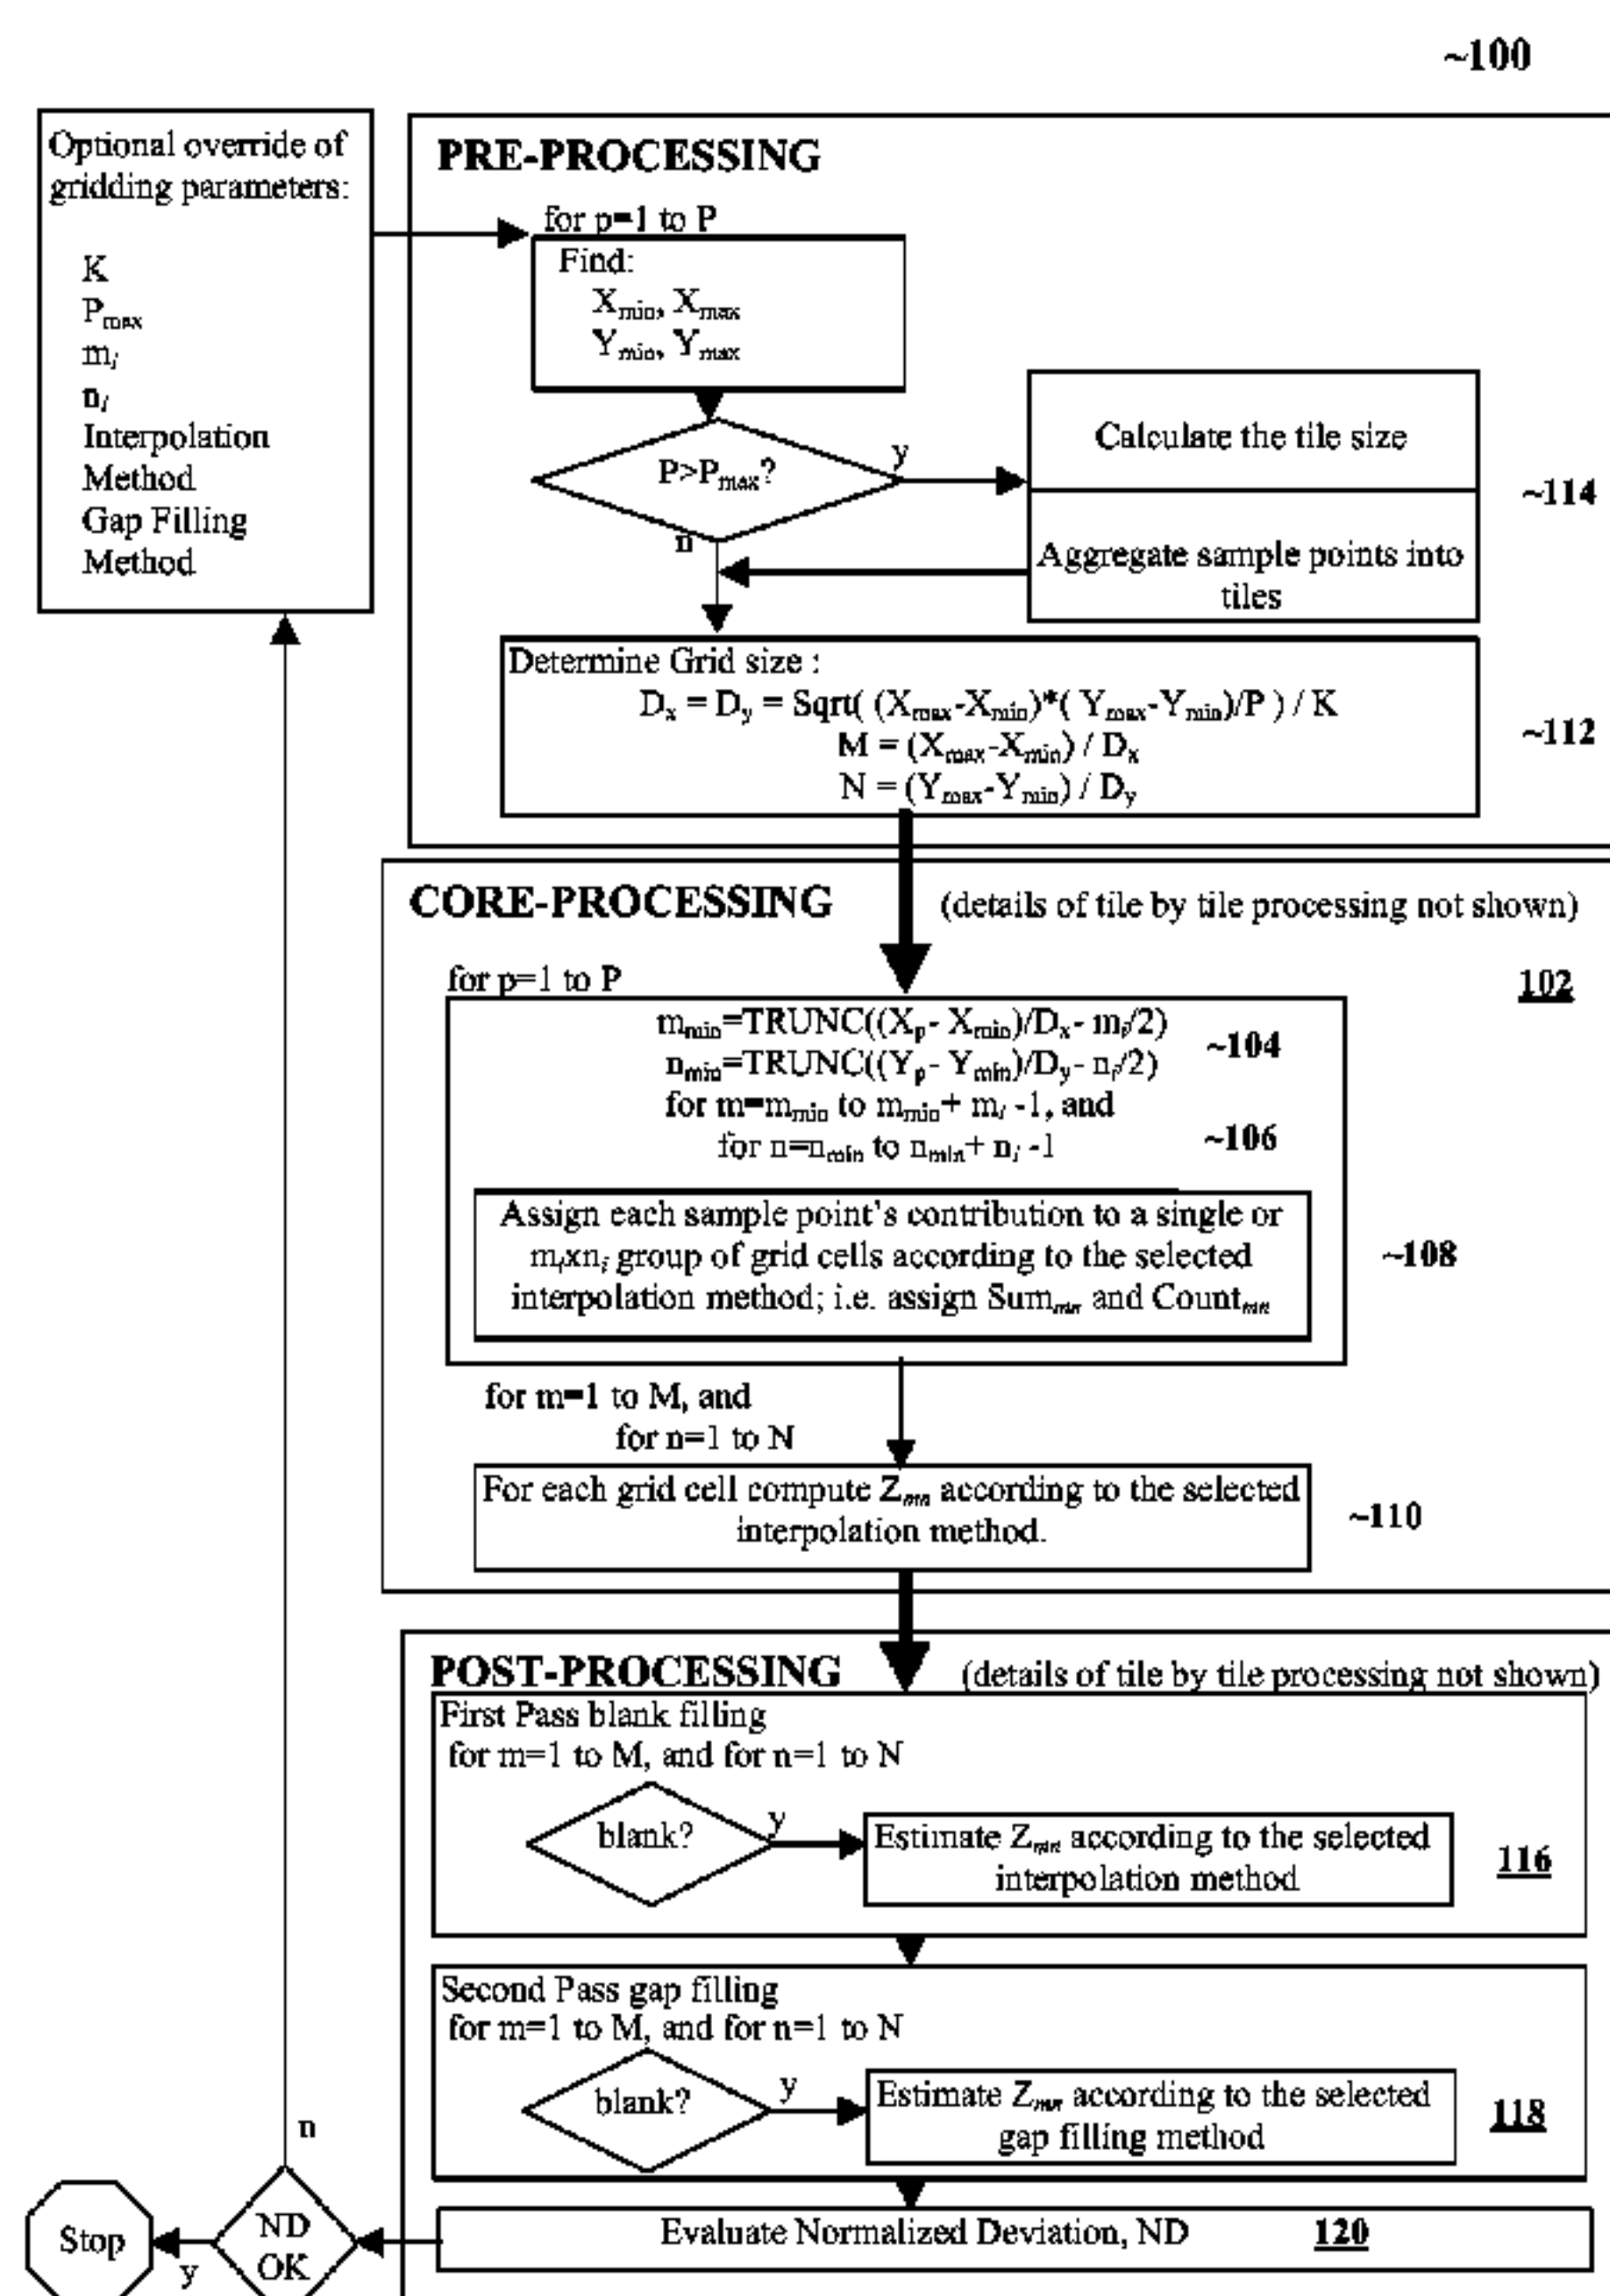 ~100
Optional override of
gridding parameters:
K
Pmax
mi
ni
Interpolation
Method
Gap Filling
Method
PRE-PROCESSING
for p=1 to P
Find:
Xmin, Xmax
Ymin, Ymax
P>Pmax?
y
n
Calculate the tile size
Aggregate sample points into
tiles
~114
Determine Grid size :
Dx = Dy = Sqrt( (Xmax-Xmin)*( Ymax-Ymin)/P ) / K
M = (Xmax-Xmin) / Dx
N = (Ymax-Ymin) / Dy
~112
CORE-PROCESSING (details of tile by tile processing not shown)
102
for p=1 to P
mmin=TRUNC((Xp- Xmin)/Dx- mi/2)
nmin=TRUNC((Yp- Ymin)/Dy- ni/2)
~104
for m=mmin to mmin+ mi -1, and
for n=nmin to nmin+ ni -1
~106
Assign each sample point's contribution to a single or
mixni group of grid cells according to the selected
interpolation method; i.e. assign Summn and Countmn
~108
for m=1 to M, and
for n=1 to N
For each grid cell compute Zmn according to the selected
interpolation method.
~110
POST-PROCESSING (details of tile by tile processing not shown)
First Pass blank filling
for m=1 to M, and for n=1 to N
blank?
y
Estimate Zmn according to the selected
interpolation method
116
Second Pass gap filling
for m=1 to M, and for n=1 to N
blank?
y
Estimate Zmn according to the selected
gap filling method
118
Evaluate Normalized Deviation, ND 120
n
ND
OK
y
Stop